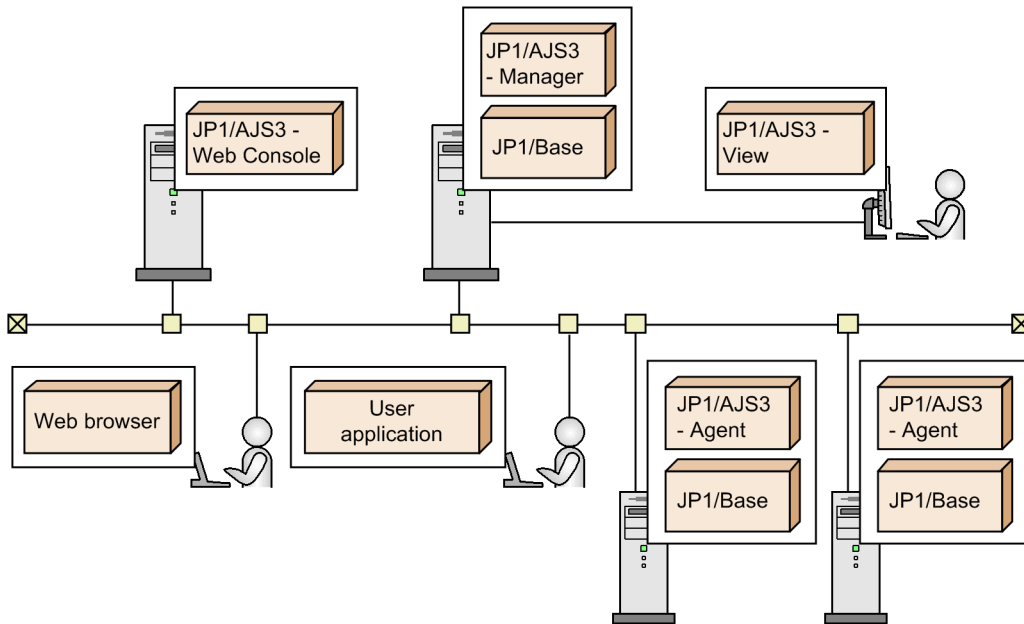 JP1/AJS3
- Manager
JP1/Base
JP1/AJS3 -
Web Console
JP1/AJS3 -
View
Web browser
User
application
JP1/AJS3
- Agent
JP1/Base
JP1/AJS3
- Agent
JP1/Base